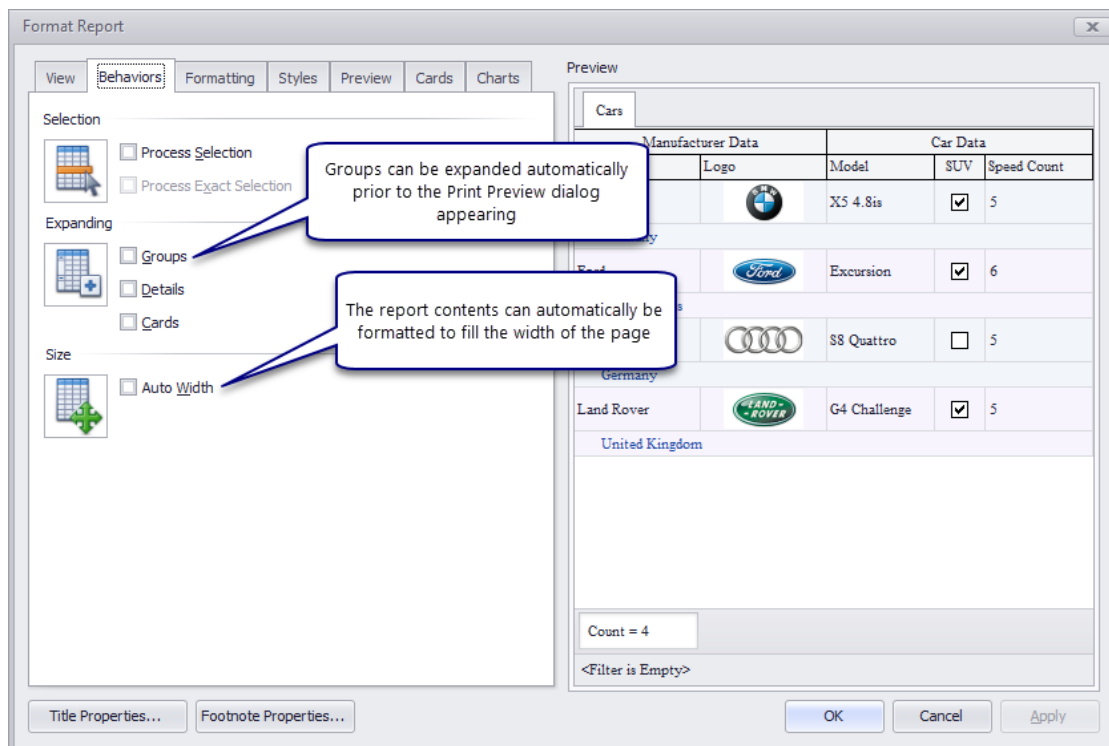 Format Report
View Behaviors Formatting Styles Preview Cards Charts
Selection
Process Selection
Process Exact Selection
Expanding
Groups
Details
Cards
Size
Auto Width
Groups can be expanded automatically
prior to the Print Preview dialog
appearing
The report contents can automatically be
formatted to fill the width of the page
Preview
Cars
Manufacturer Data Car Data
Logo Model SUV Speed Count
BMW X5 4.8is 5
Ford Excursion 6
S8 Quattro 5
Germany
Land Rover LAND-
-ROVER G4 Challenge 5
United Kingdom
Count = 4
<Filter is Empty>
Title Properties... Footnote Properties... OK Cancel Apply